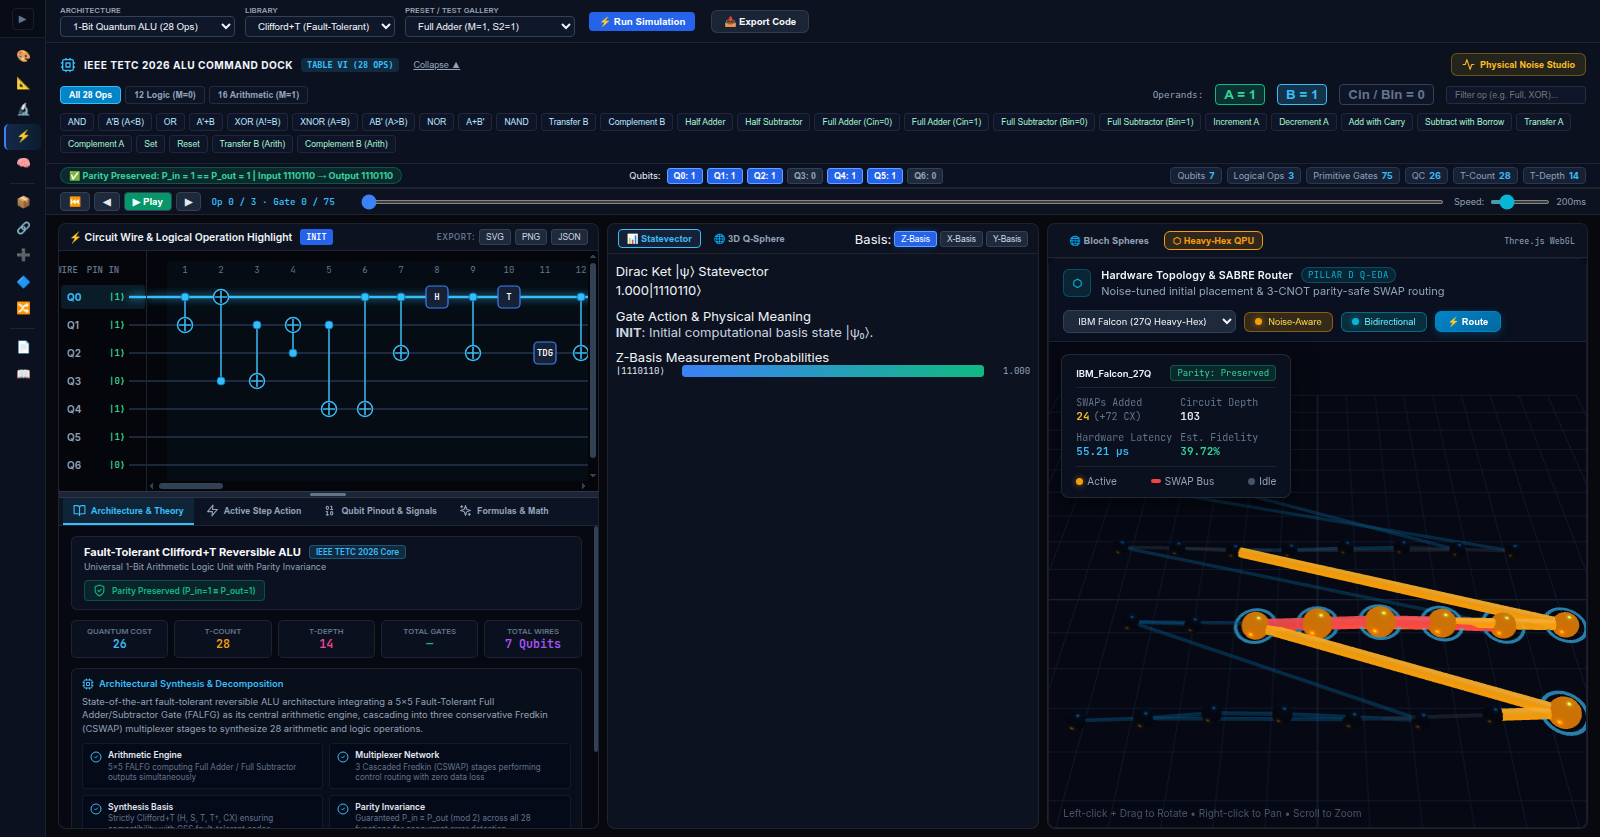 ARCHITECTURE
LIBRARY
PRESET / TEST GALLERY
1-Bit Quantum ALU (28 Ops)
Clifford+T (Fault-Tolerant)
Full Adder (M=1, S2=1)
⚡ Run Simulation
📥 Export Code
IEEE TETC 2026 ALU COMMAND DOCK
TABLE VI (28 OPS)
Collapse ▲
Physical Noise Studio
All 28 Ops
12 Logic (M=0)
16 Arithmetic (M=1)
Operands:
A = 1
B = 1
Cin / Bin = 0
Filter op (e.g. Full, XOR)...
AND
A'B (A<B)
OR
A'+B
XOR (A!=B)
XNOR (A=B)
AB' (A>B)
NOR
A+B'
NAND
Transfer B
Complement B
Half Adder
Half Subtractor
Full Adder (Cin=0)
Full Adder (Cin=1)
Full Subtractor (Bin=0)
Full Subtractor (Bin=1)
Increment A
Decrement A
Add with Carry
Subtract with Borrow
Transfer A
Complement A
Set
Reset
Transfer B (Arith)
Complement B (Arith)
✅ Parity Preserved: P_in = 1 == P_out = 1 | Input 1110110 → Output 1110110
Qubits:
Q0: 1
Q1: 1
Q2: 1
Q3: 0
Q4: 1
Q5: 1
Q6: 0
Qubits 7
Logical Ops 3
Primitive Gates 75
QC 26
T-Count 28
T-Depth 14
▶ Play
Op 0 / 3 · Gate 0 / 75
Speed:
200ms
⚡ Circuit Wire & Logical Operation Highlight
INIT
EXPORT:
SVG
PNG
JSON
WIRE PIN IN
1 2 3 4 5 6 7 8 9 10 11 12
Q0 |1⟩
H
T
Q1 |1⟩
Q2 |1⟩
TDG
Q3 |0⟩
Q4 |1⟩
Q5 |1⟩
Q6 |0⟩
Architecture & Theory
Active Step Action
Qubit Pinout & Signals
Formulas & Math
Fault-Tolerant Clifford+T Reversible ALU
IEEE TETC 2026 Core
Universal 1-Bit Arithmetic Logic Unit with Parity Invariance
Parity Preserved (P_in=1 ≡ P_out=1)
QUANTUM COST
26
T-COUNT
28
T-DEPTH
14
TOTAL GATES
—
TOTAL WIRES
7 Qubits
Architectural Synthesis & Decomposition
State-of-the-art fault-tolerant reversible ALU architecture integrating a 5×5 Fault-Tolerant Full
Adder/Subtractor Gate (FALFG) as its central arithmetic engine, cascading into three conservative Fredkin
(CSWAP) multiplexer stages to synthesize 28 arithmetic and logic operations.
Arithmetic Engine
5×5 FALFG computing Full Adder / Full Subtractor
outputs simultaneously
Multiplexer Network
3 Cascaded Fredkin (CSWAP) stages performing
control routing with zero data loss
Synthesis Basis
Strictly Clifford+T (H, S, T, T†, CX) ensuring
Parity Invariance
Guaranteed P_in ≡ P_out (mod 2) across all 28
📊 Statevector
🌐 3D Q-Sphere
Basis:
Z-Basis
X-Basis
Y-Basis
Dirac Ket |ψ⟩ Statevector
1.000|1110110⟩
Gate Action & Physical Meaning
INIT: Initial computational basis state |ψ₀⟩.
Z-Basis Measurement Probabilities
|1110110⟩
1.000
🌐 Bloch Spheres
⬡ Heavy-Hex QPU
Three.js WebGL
Hardware Topology & SABRE Router
PILLAR D Q-EDA
Noise-tuned initial placement & 3-CNOT parity-safe SWAP routing
IBM Falcon (27Q Heavy-Hex)
Noise-Aware
Bidirectional
⚡ Route
IBM_Falcon_27Q
Parity: Preserved
SWAPs Added
24 (+72 CX)
Circuit Depth
103
Hardware Latency
55.21 µs
Est. Fidelity
39.72%
Active
SWAP Bus
Idle
Left-click + Drag to Rotate • Right-click to Pan • Scroll to Zoom